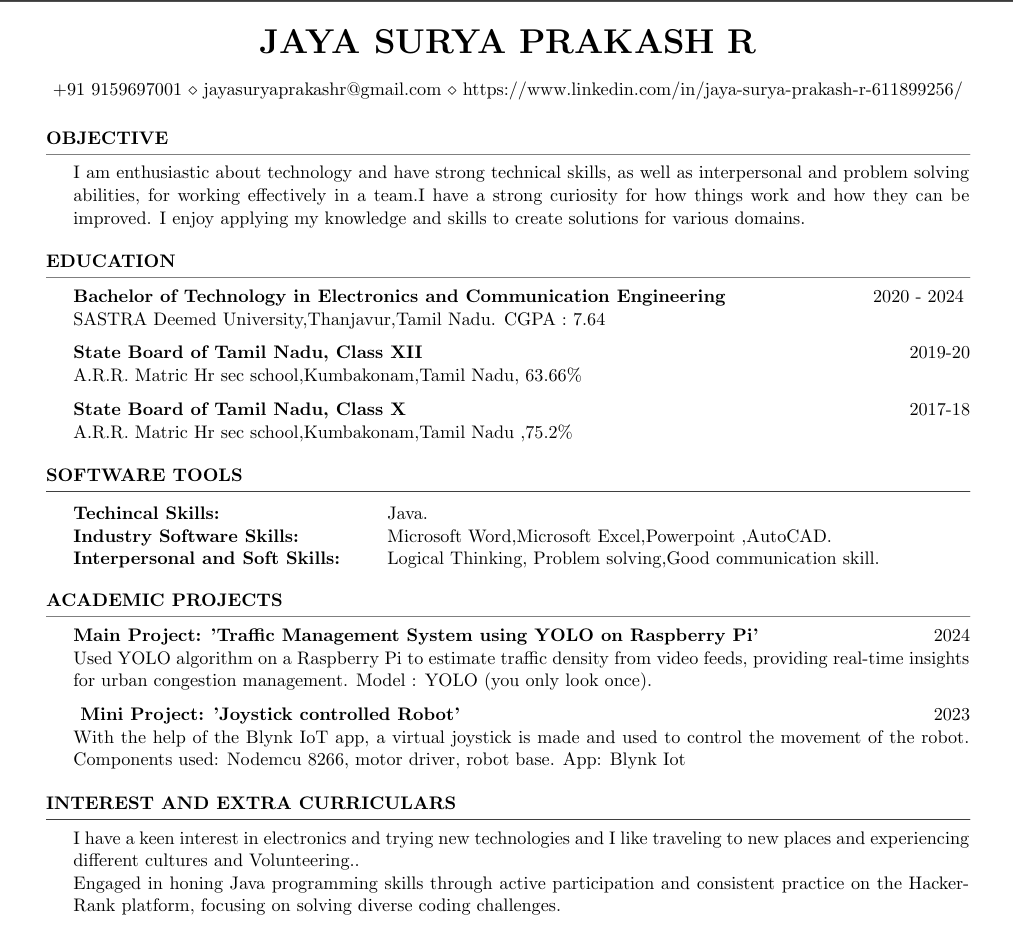 JAYA SURYA PRAKASH R
+91 9159697001 ⋄ jayasuryaprakashr@gmail.com ⋄ https://www.linkedin.com/in/jaya-surya-prakash-r-611899256/
OBJECTIVE
I am enthusiastic about technology and have strong technical skills, as well as interpersonal and problem solving
abilities, for working effectively in a team.I have a strong curiosity for how things work and how they can be
improved. I enjoy applying my knowledge and skills to create solutions for various domains.
EDUCATION
Bachelor of Technology in Electronics and Communication Engineering 2020 - 2024
SASTRA Deemed University,Thanjavur,Tamil Nadu. CGPA : 7.64
State Board of Tamil Nadu, Class XII 2019-20
A.R.R. Matric Hr sec school,Kumbakonam,Tamil Nadu, 63.66%
State Board of Tamil Nadu, Class X 2017-18
A.R.R. Matric Hr sec school,Kumbakonam,Tamil Nadu ,75.2%
SOFTWARE TOOLS
Techincal Skills: Java.
Industry Software Skills: Microsoft Word,Microsoft Excel,Powerpoint ,AutoCAD.
Interpersonal and Soft Skills: Logical Thinking, Problem solving,Good communication skill.
ACADEMIC PROJECTS
Main Project: ’Traffic Management System using YOLO on Raspberry Pi’ 2024
Used YOLO algorithm on a Raspberry Pi to estimate traffic density from video feeds, providing real-time insights
for urban congestion management. Model : YOLO (you only look once).
Mini Project: ’Joystick controlled Robot’ 2023
With the help of the Blynk IoT app, a virtual joystick is made and used to control the movement of the robot.
Components used: Nodemcu 8266, motor driver, robot base. App: Blynk Iot
INTEREST AND EXTRA CURRICULARS
I have a keen interest in electronics and trying new technologies and I like traveling to new places and experiencing
different cultures and Volunteering..
Engaged in honing Java programming skills through active participation and consistent practice on the Hacker-
Rank platform, focusing on solving diverse coding challenges.